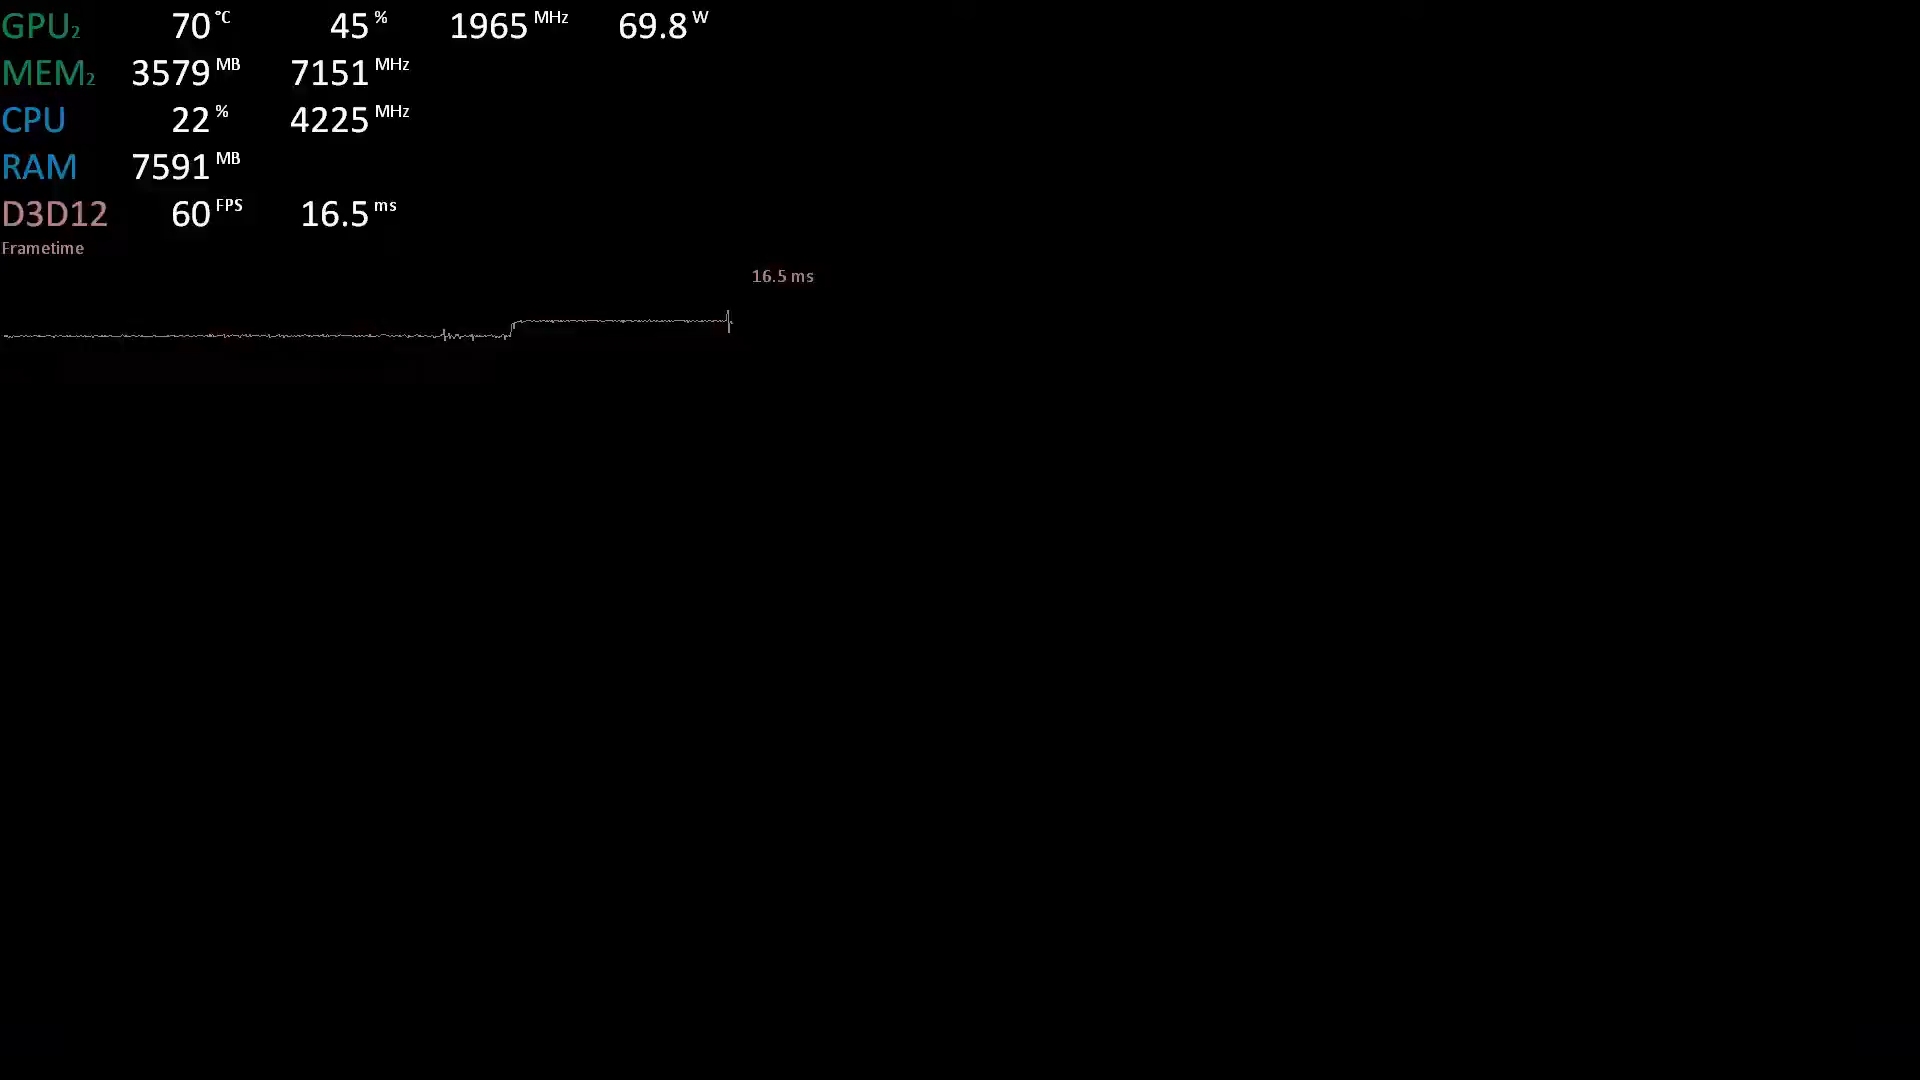 GPU2 70 °C 45 % 1965 MHz 69.8 W
MEM2 3579 MB 7151 MHz
CPU 22 % 4225 MHz
RAM 7591 MB
D3D12 60 FPS 16.5 ms
Frametime
16.5 ms